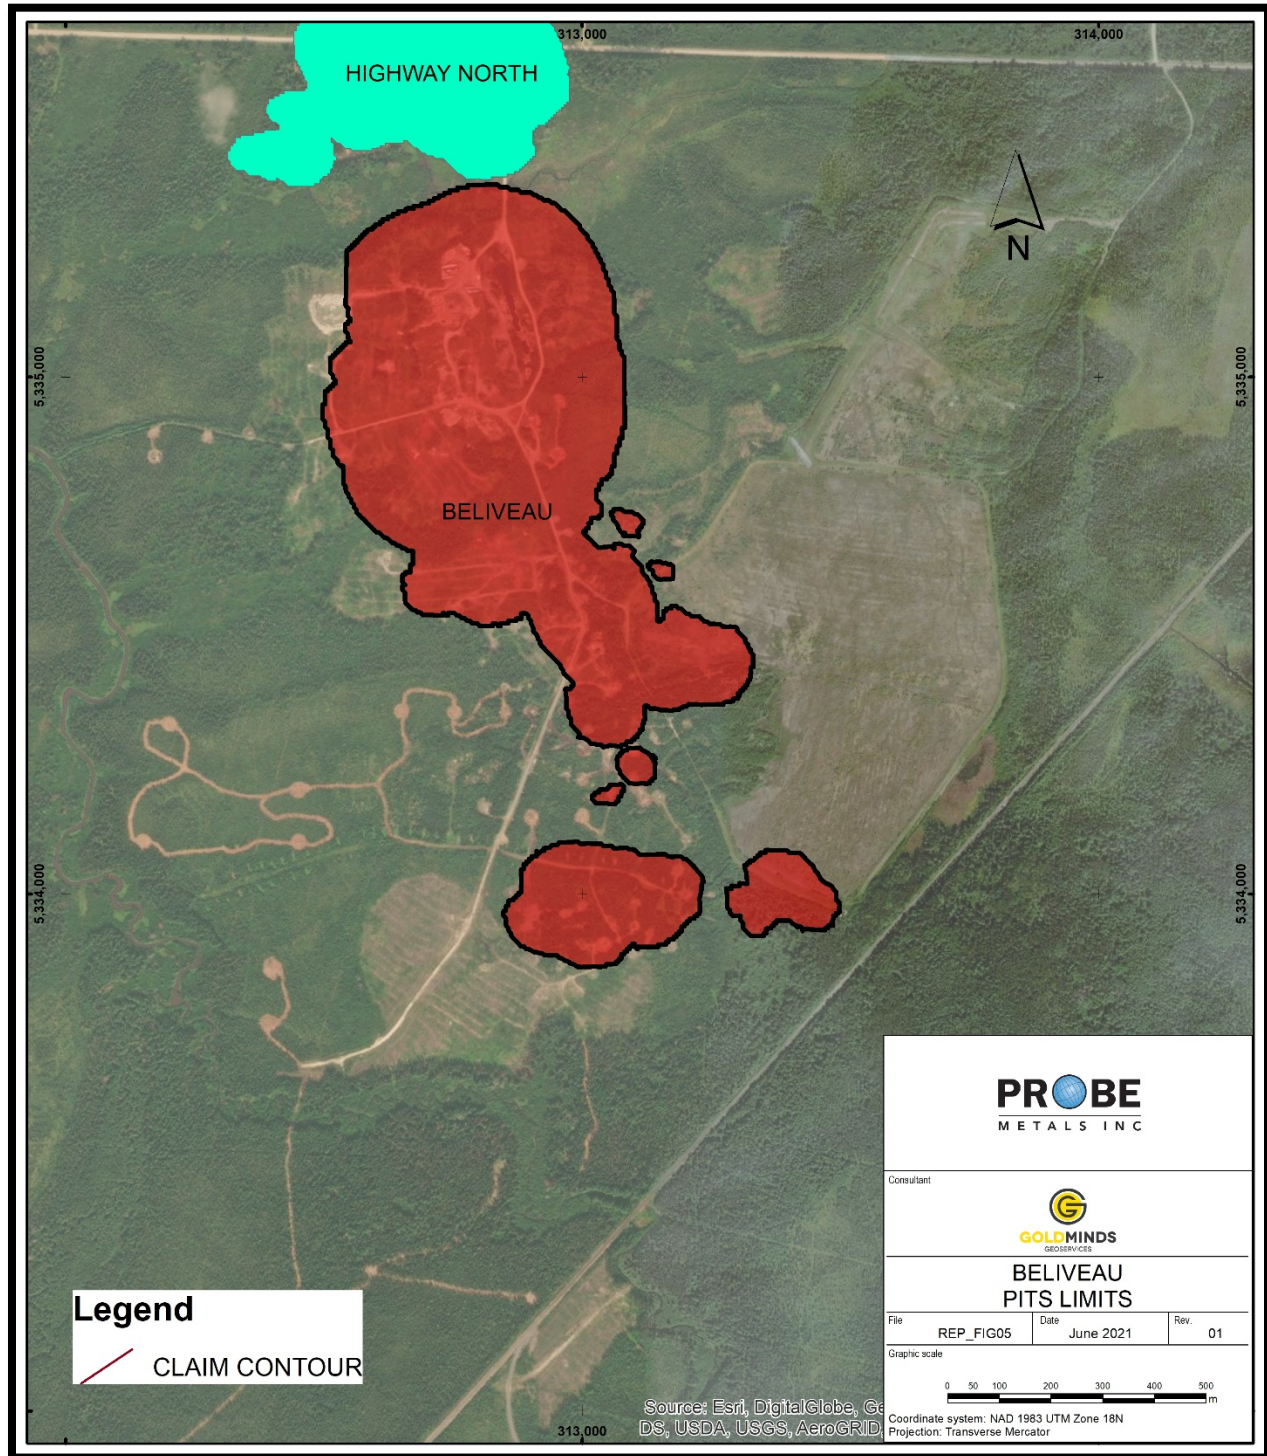 313,000
314,000
HIGHWAY NORTH
N
5,335,000
5,335,000
BELIVEAU
5,334,000
5,334,000
PROBE
METALS INC
Consultant
G
GOLDMINDS
GEOSERVICES
BELIVEAU
PITS LIMITS
File
REP_FIG05
Date
June 2021
Rev.
01
Graphic scale
0 50 100 200 300 400 500
m
Coordinate system: NAD 1983 UTM Zone 18N
Projection: Transverse Mercator
Legend
CLAIM CONTOUR
Source: Esri, DigitalGlobe, Ge
DS, USDA, USGS, AeroGRID,
313,000